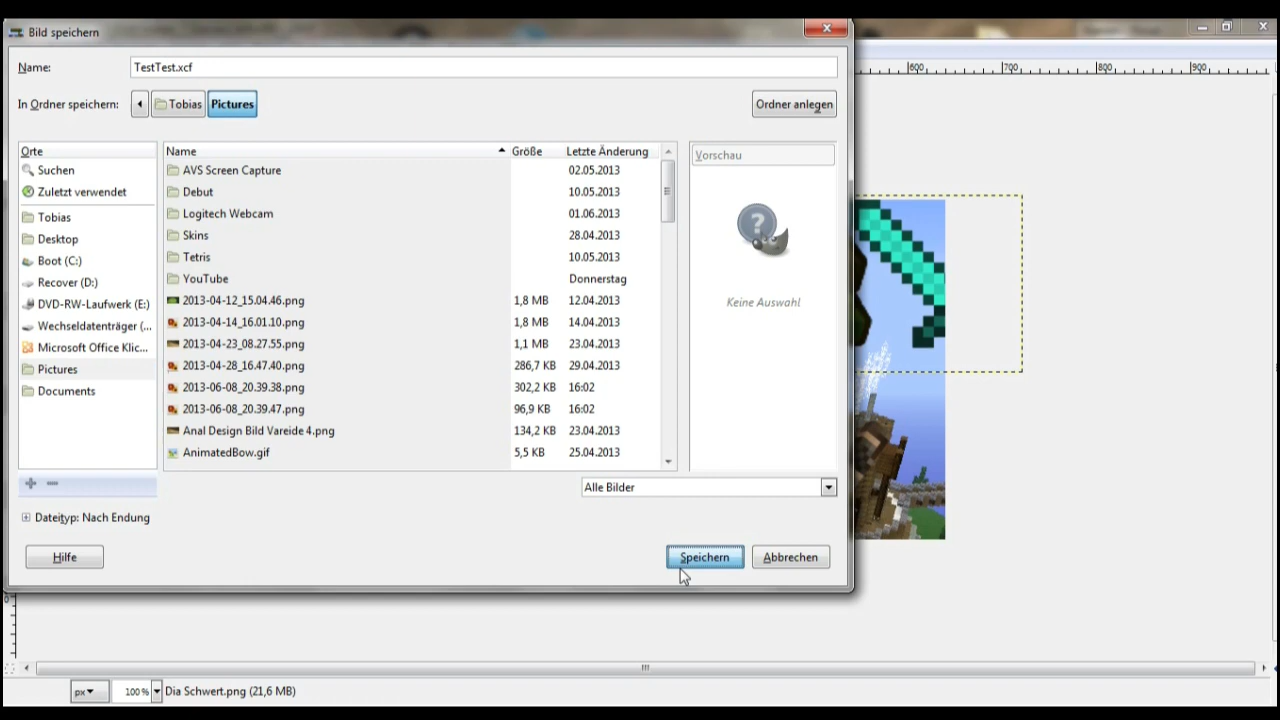 Bild speichern
Name: TestTest.xcf
In Ordner speichern: Tobias Pictures Ordner anlegen
Orte Name Größe Letzte Änderung Vorschau
Suchen AVS Screen Capture 02.05.2013
Zuletzt verwendet Debut 10.05.2013
Tobias Logitech Webcam 01.06.2013
Desktop Skins 28.04.2013
Boot (C:) Tetris 10.05.2013
Recover (D:) YouTube Donnerstag
DVD-RW-Laufwerk (E:) 2013-04-12_15.04.46.png 1,8 MB 12.04.2013 Keine Auswahl
Wechseldatenträger (... 2013-04-14_16.01.10.png 1,8 MB 14.04.2013
Microsoft Office Klic... 2013-04-23_08.27.55.png 1,1 MB 23.04.2013
Pictures 2013-04-28_16.47.40.png 286,7 KB 29.04.2013
Documents 2013-06-08_20.39.38.png 302,2 KB 16:02
2013-06-08_20.39.47.png 96,9 KB 16:02
Anal Design Bild Vareide 4.png 134,2 KB 23.04.2013
AnimatedBow.gif 5,5 KB 25.04.2013
Alle Bilder
Dateityp: Nach Endung
Hilfe Speichern Abbrechen
600 700 800 900
px 100 % Dia Schwert.png (21,6 MB)